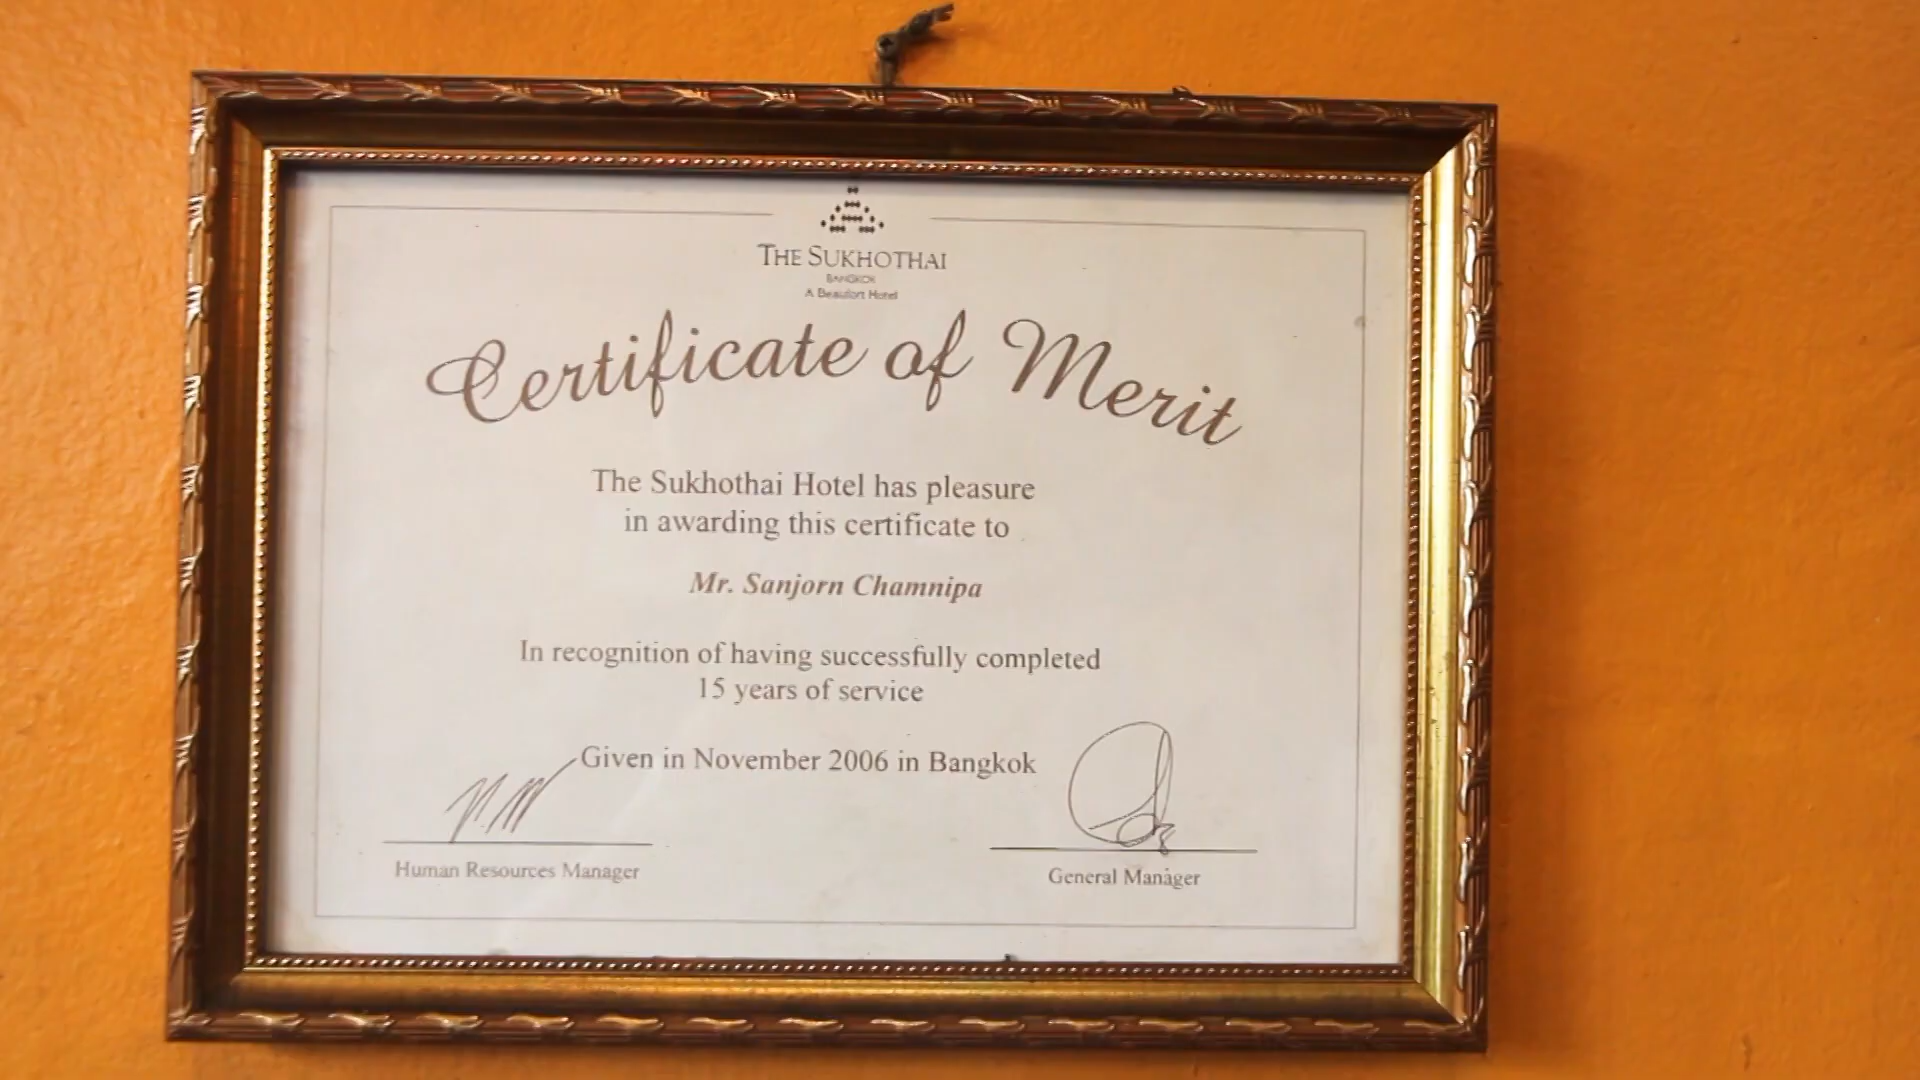 THE SUKHOTHAI
BANGKOK
A Beaufort Hotel
Certificate of Merit
The Sukhothai Hotel has pleasure
in awarding this certificate to
Mr. Sanjorn Chamnipa
In recognition of having successfully completed
15 years of service
Given in November 2006 in Bangkok
Human Resources Manager
General Manager